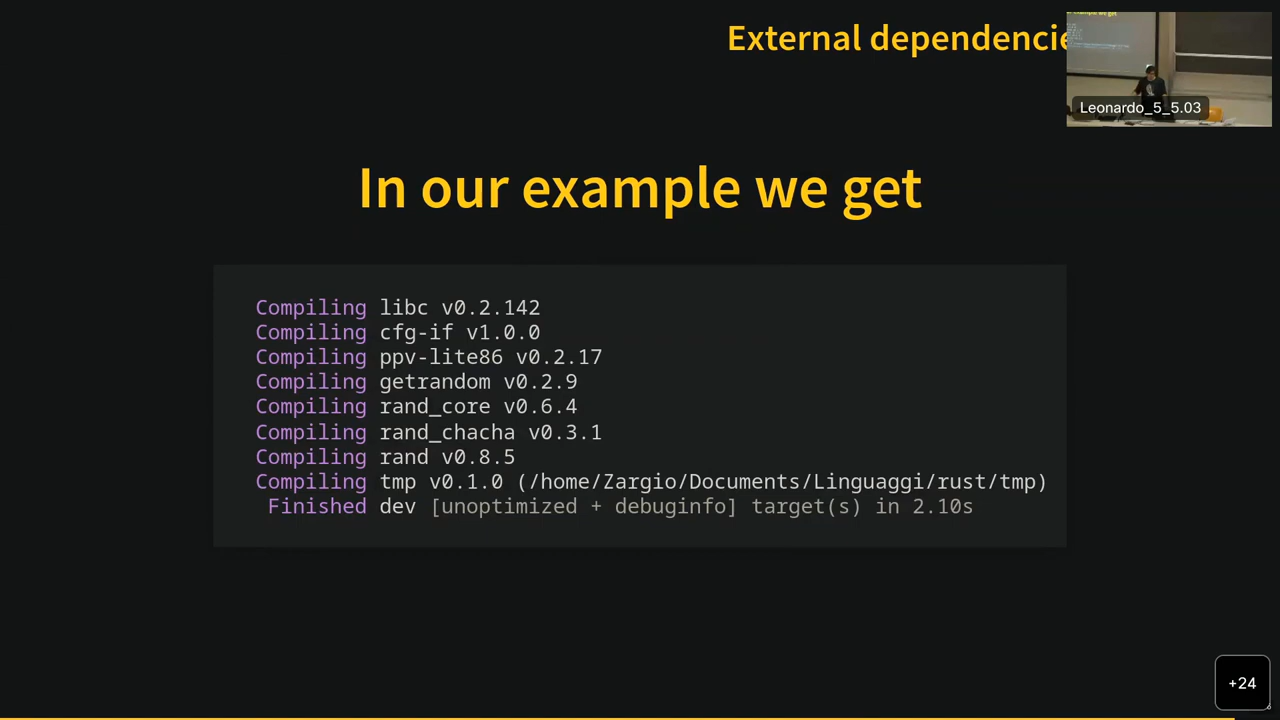 External dependencie
Leonardo_5_5.03
In our example we get
Compiling libc v0.2.142
Compiling cfg-if v1.0.0
Compiling ppv-lite86 v0.2.17
Compiling getrandom v0.2.9
Compiling rand_core v0.6.4
Compiling rand_chacha v0.3.1
Compiling rand v0.8.5
Compiling tmp v0.1.0 (/home/Zargio/Documents/Linguaggi/rust/tmp)
Finished dev [unoptimized + debuginfo] target(s) in 2.10s
+24